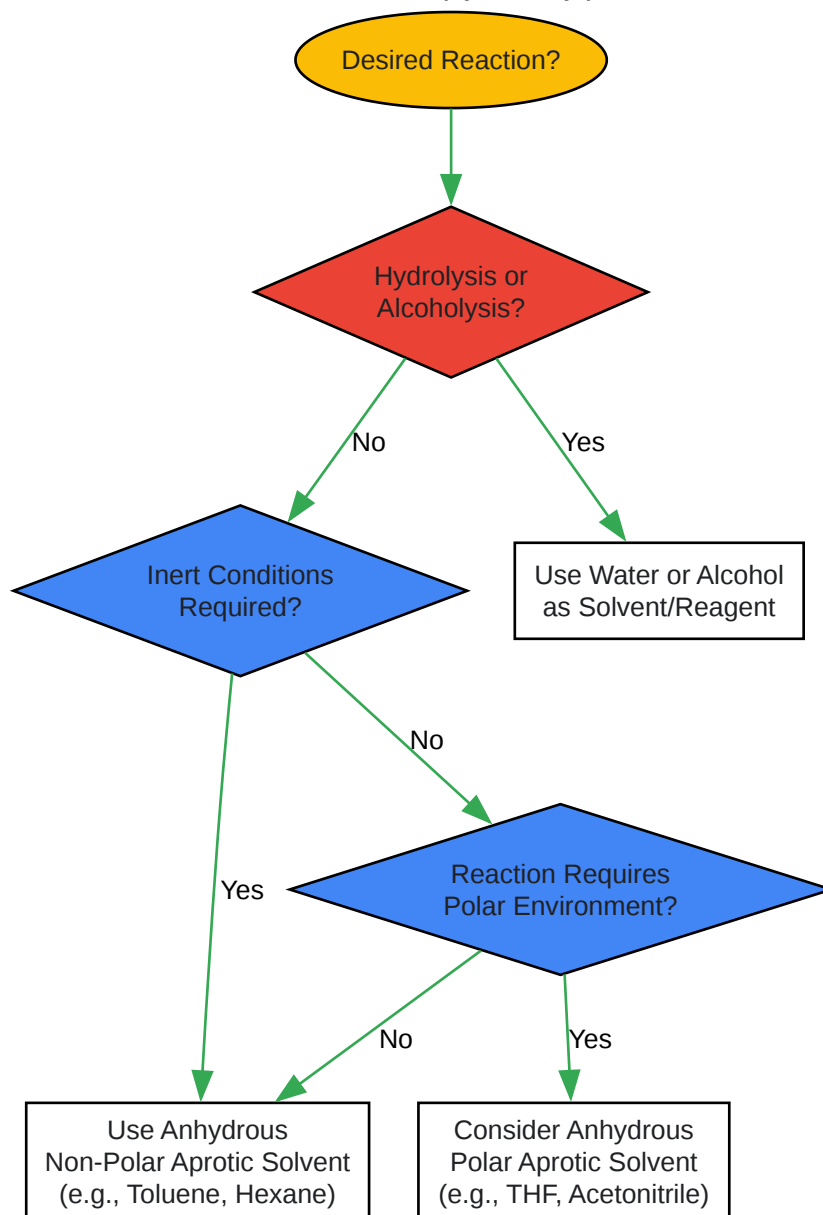 Desired Reaction?
Hydrolysis or
Alcoholysis?
No
Yes
Inert Conditions
Required?
Use Water or Alcohol
as Solvent/Reagent
No
Reaction Requires
Polar Environment?
Yes
No
Yes
Use Anhydrous
Non-Polar Aprotic Solvent
(e.g., Toluene, Hexane)
Consider Anhydrous
Polar Aprotic Solvent
(e.g., THF, Acetonitrile)